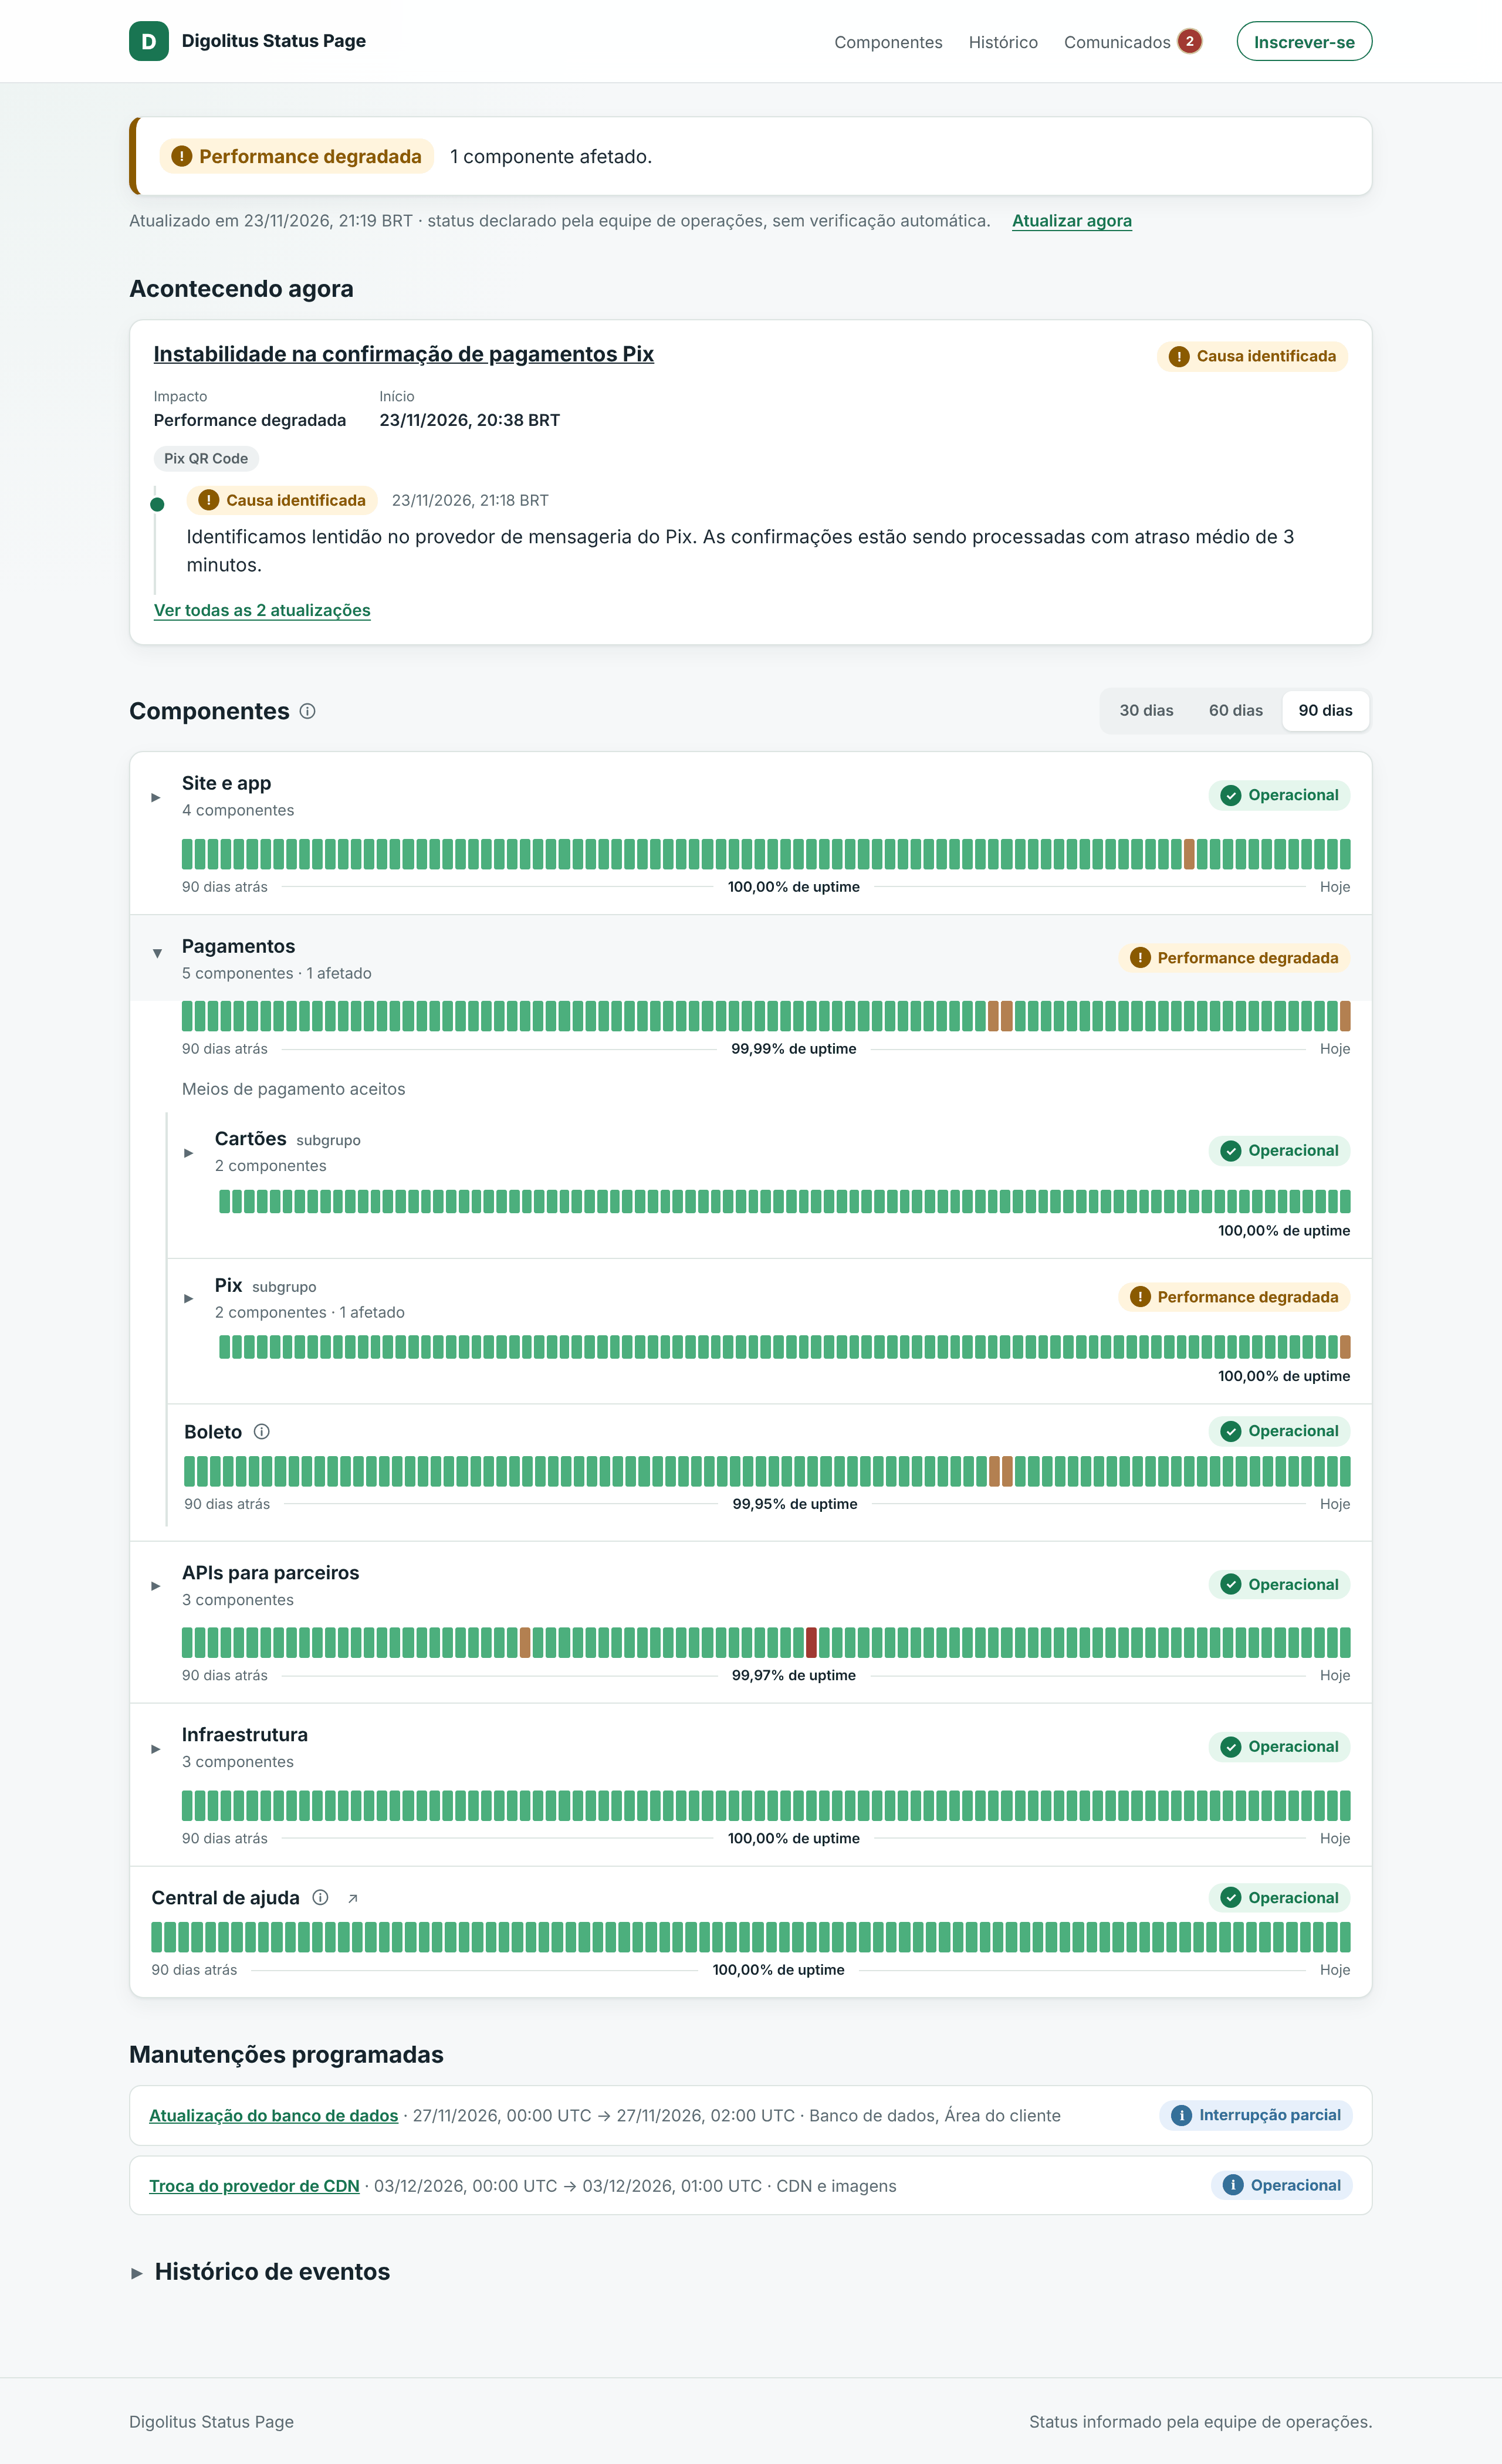 D Digolitus Status Page Componentes Histórico Comunicados 2 Inscrever-se
! Performance degradada 1 componente afetado.
Atualizado em 23/11/2026, 21:19 BRT · status declarado pela equipe de operações, sem verificação automática. Atualizar agora
Acontecendo agora
Instabilidade na confirmação de pagamentos Pix ! Causa identificada
Impacto Início
Performance degradada 23/11/2026, 20:38 BRT
Pix QR Code
! Causa identificada 23/11/2026, 21:18 BRT
Identificamos lentidão no provedor de mensageria do Pix. As confirmações estão sendo processadas com atraso médio de 3
minutos.
Ver todas as 2 atualizações
Componentes 30 dias 60 dias 90 dias
Site e app Operacional
4 componentes
90 dias atrás 100,00% de uptime Hoje
Pagamentos ! Performance degradada
5 componentes · 1 afetado
90 dias atrás 99,99% de uptime Hoje
Meios de pagamento aceitos
Cartões subgrupo Operacional
2 componentes
100,00% de uptime
Pix subgrupo ! Performance degradada
2 componentes · 1 afetado
100,00% de uptime
Boleto Operacional
90 dias atrás 99,95% de uptime Hoje
APIs para parceiros Operacional
3 componentes
90 dias atrás 99,97% de uptime Hoje
Infraestrutura Operacional
3 componentes
90 dias atrás 100,00% de uptime Hoje
Central de ajuda ↗ Operacional
90 dias atrás 100,00% de uptime Hoje
Manutenções programadas
Atualização do banco de dados · 27/11/2026, 00:00 UTC → 27/11/2026, 02:00 UTC · Banco de dados, Área do cliente i Interrupção parcial
Troca do provedor de CDN · 03/12/2026, 00:00 UTC → 03/12/2026, 01:00 UTC · CDN e imagens i Operacional
Histórico de eventos
Digolitus Status Page Status informado pela equipe de operações.